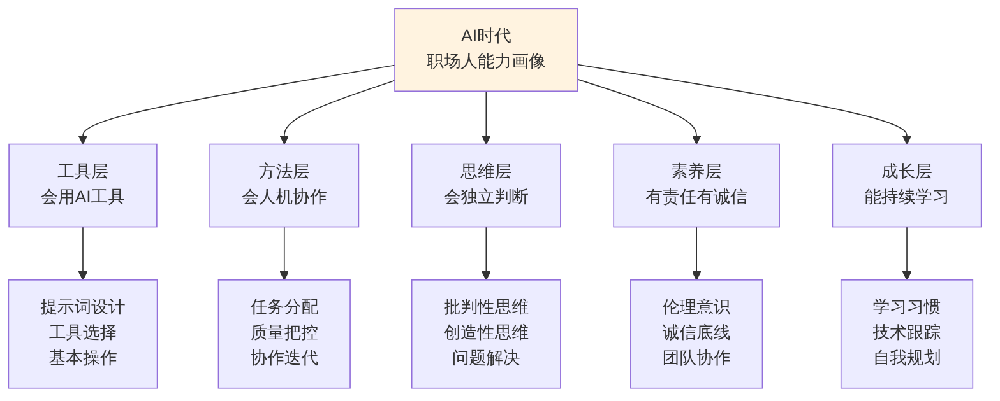 AI时代
职场人能力画像
工具层
会用AI工具
方法层
会人机协作
思维层
会独立判断
素养层
有责任有诚信
成长层
能持续学习
提示词设计
工具选择
基本操作
任务分配
质量把控
协作迭代
批判性思维
创造性思维
问题解决
伦理意识
诚信底线
团队协作
学习习惯
技术跟踪
自我规划